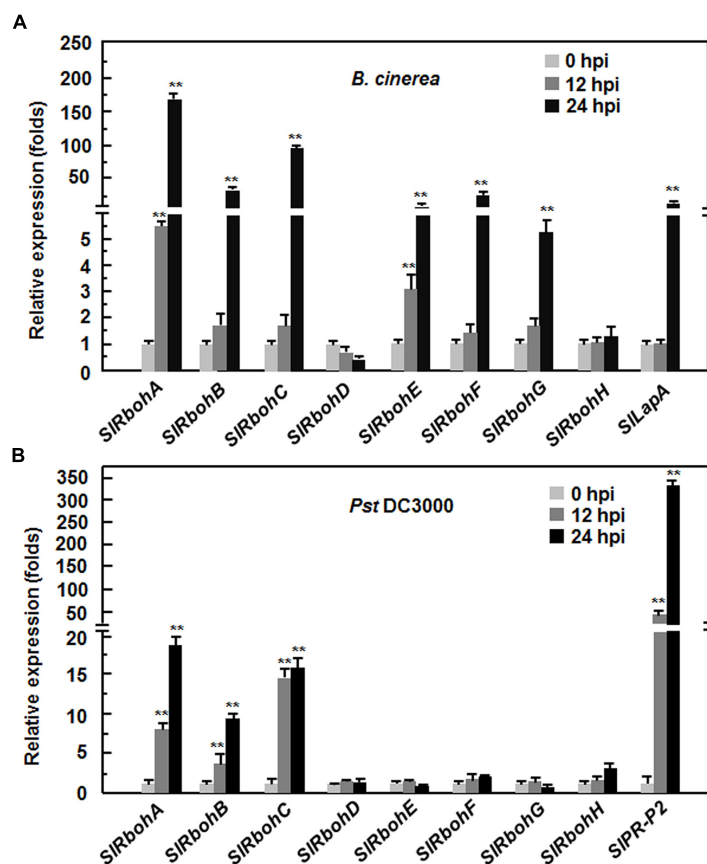 A
Relative expression (folds)
250
200
150
100
50
5
4
3
2
1
0
B. cinerea
0 hpi
12 hpi
24 hpi
**
**
**
**
**
**
**
**
**
SlRbohA
SlRbohB
SlRbohC
SlRbohD
SlRbohE
SlRbohF
SlRbohG
SlRbohH
SlLapA
B
Relative expression (folds)
350
300
250
200
150
100
50
20
15
10
5
0
Pst DC3000
0 hpi
12 hpi
24 hpi
**
**
**
**
**
**
**
**
SlRbohA
SlRbohB
SlRbohC
SlRbohD
SlRbohE
SlRbohF
SlRbohG
SlRbohH
SlPR-P2